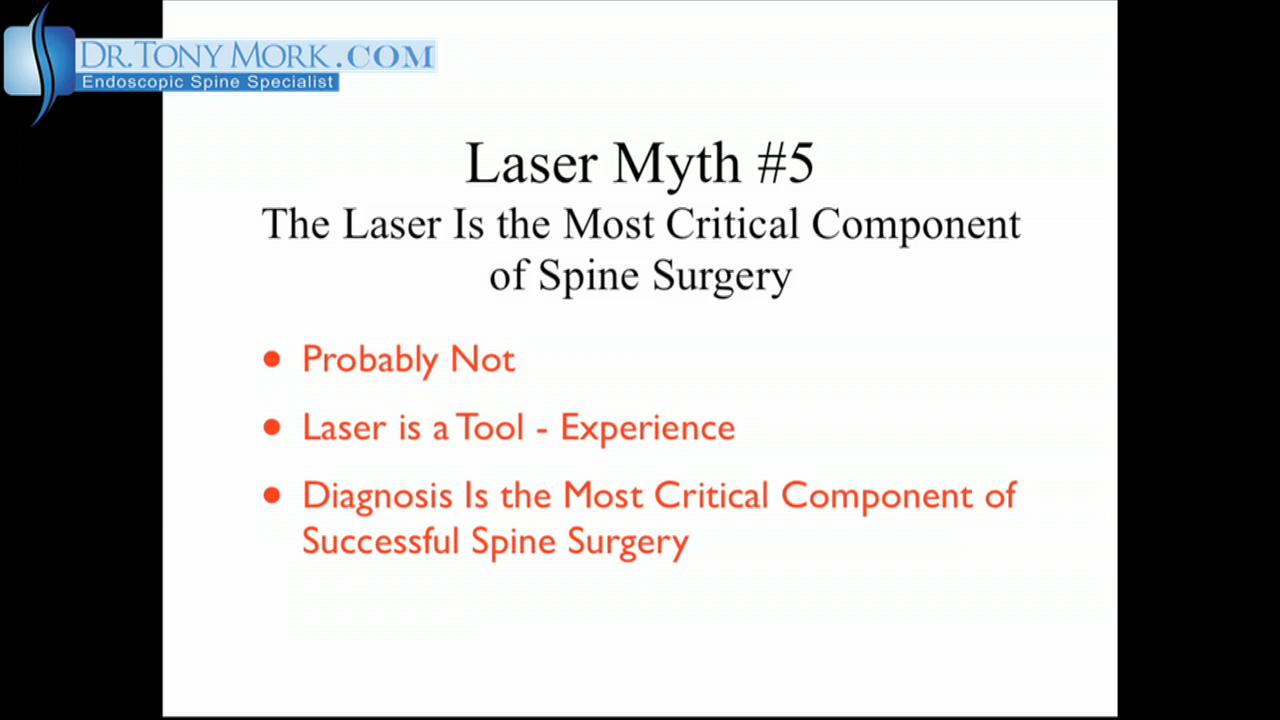 DR.TONY MORK.COM
Endoscopic Spine Specialist
Laser Myth #5
The Laser Is the Most Critical Component
of Spine Surgery
• Probably Not
• Laser is a Tool - Experience
• Diagnosis Is the Most Critical Component of
Successful Spine Surgery